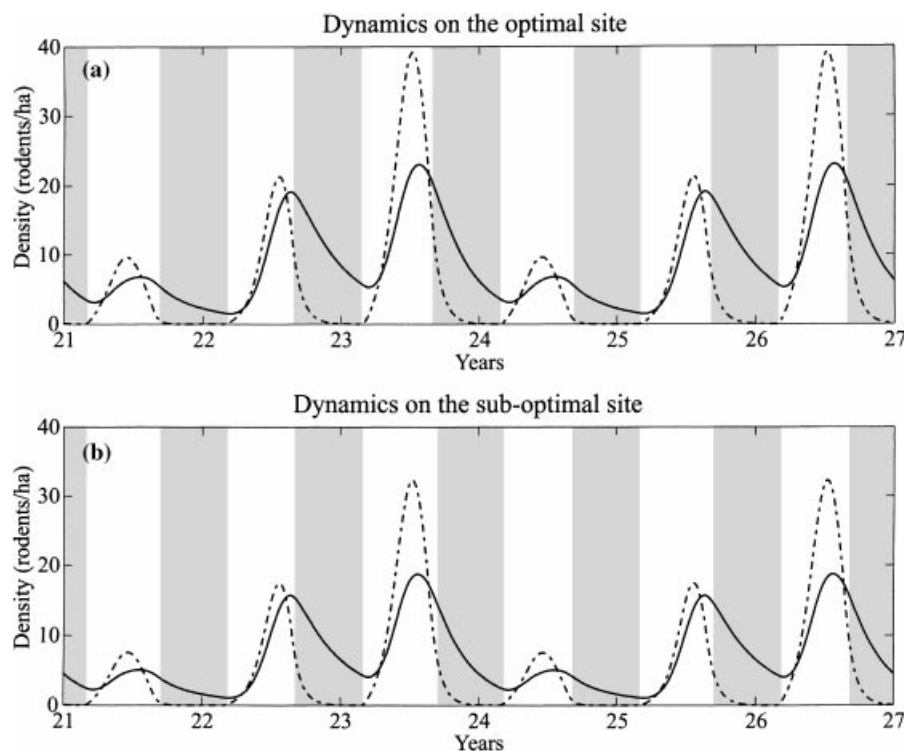 Dynamics on the optimal site
40
(a)
30
20
10
0
Density (rodents/ha)
21 22 23 24 25 26 27
Years
Dynamics on the sub-optimal site
40
(b)
30
20
10
0
Density (rodents/ha)
21 22 23 24 25 26 27
Years